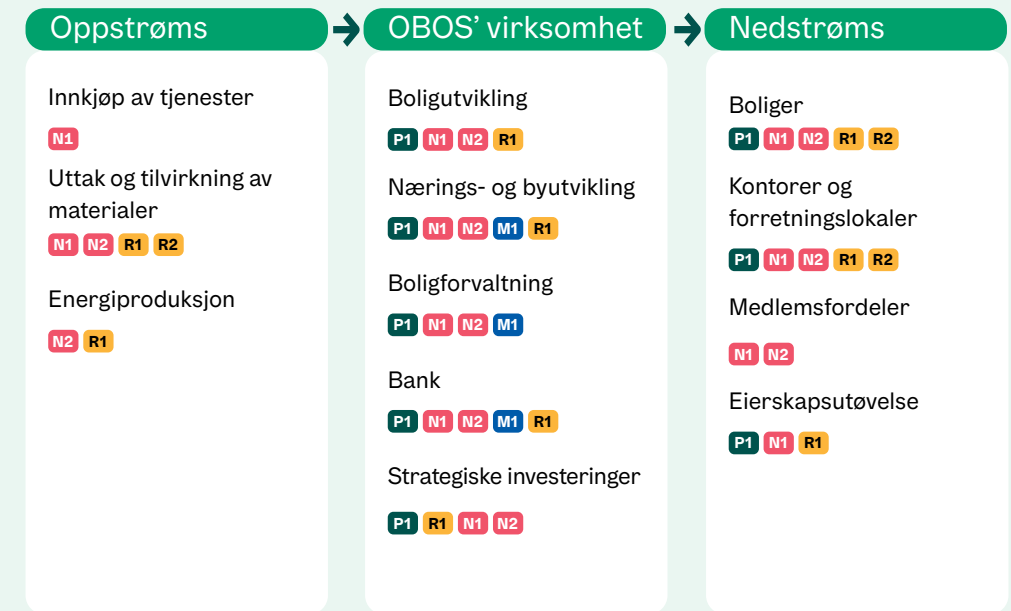 Oppstrøms
Innkjøp av tjenester
N1
Uttak og tilvirkning av
materialer
N1 N2 R1 R2
Energiproduksjon
N2 R1
OBOS’ virksomhet
Boligutvikling
P1 N1 N2 R1
Nærings- og byutvikling
P1 N1 N2 M1 R1
Boligforvaltning
P1 N1 N2 M1
Bank
P1 N1 N2 M1 R1
Strategiske investeringer
P1 R1 N1 N2
Nedstrøms
Boliger
P1 N1 N2 R1 R2
Kontorer og
forretningslokaler
P1 N1 N2 R1 R2
Medlemsfordeler
N1 N2
Eierskapsutøvelse
P1 N1 R1